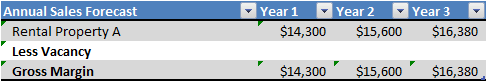 Annual Sales Forecast Year 1 Year 2 Year 3
Rental Property A $14,300 $15,600 $16,380
Less Vacancy
Gross Margin $14,300 $15,600 $16,380